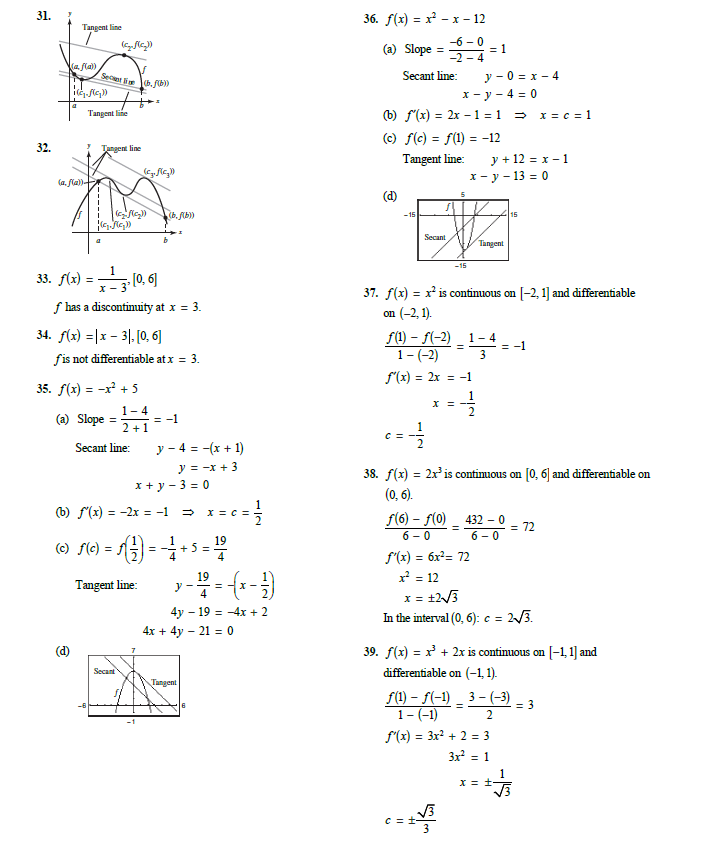 31.
y
Tangent line
(c₂, f(c₂))
(a, f(a))
f
Secant line
(b, f(b))
(c₁, f(c₁))
a
b
x
Tangent line
32.
y
Tangent line
(c₃, f(c₃))
(a, f(a))
f
(c₂, f(c₂))
(b, f(b))
(c₁, f(c₁))
a
b
x
33. f(x) = 1/(x − 3), [0, 6]
f has a discontinuity at x = 3.
34. f(x) = |x − 3|, [0, 6]
f is not differentiable at x = 3.
35. f(x) = −x² + 5
(a) Slope = (1 − 4)/(2 + 1) = −1
Secant line: y − 4 = −(x + 1)
y = −x + 3
x + y − 3 = 0
(b) f′(x) = −2x = −1 ⇒ x = c = 1/2
(c) f(c) = f(1/2) = −1/4 + 5 = 19/4
Tangent line: y − 19/4 = −(x − 1/2)
4y − 19 = −4x + 2
4x + 4y − 21 = 0
(d)
7
Secant
Tangent
f
−6
6
−1
36. f(x) = x² − x − 12
(a) Slope = (−6 − 0)/(−2 − 4) = 1
Secant line: y − 0 = x − 4
x − y − 4 = 0
(b) f′(x) = 2x − 1 = 1 ⇒ x = c = 1
(c) f(c) = f(1) = −12
Tangent line: y + 12 = x − 1
x − y − 13 = 0
(d)
5
f
−15
15
Secant
Tangent
−15
37. f(x) = x² is continuous on [−2, 1] and differentiable
on (−2, 1).
(f(1) − f(−2))/(1 − (−2)) = (1 − 4)/3 = −1
f′(x) = 2x = −1
x = −1/2
c = −1/2
38. f(x) = 2x³ is continuous on [0, 6] and differentiable on
(0, 6).
(f(6) − f(0))/(6 − 0) = (432 − 0)/(6 − 0) = 72
f′(x) = 6x² = 72
x² = 12
x = ±2√3
In the interval (0, 6): c = 2√3.
39. f(x) = x³ + 2x is continuous on [−1, 1] and
differentiable on (−1, 1).
(f(1) − f(−1))/(1 − (−1)) = (3 − (−3))/2 = 3
f′(x) = 3x² + 2 = 3
3x² = 1
x = ±1/√3
c = ±√3/3